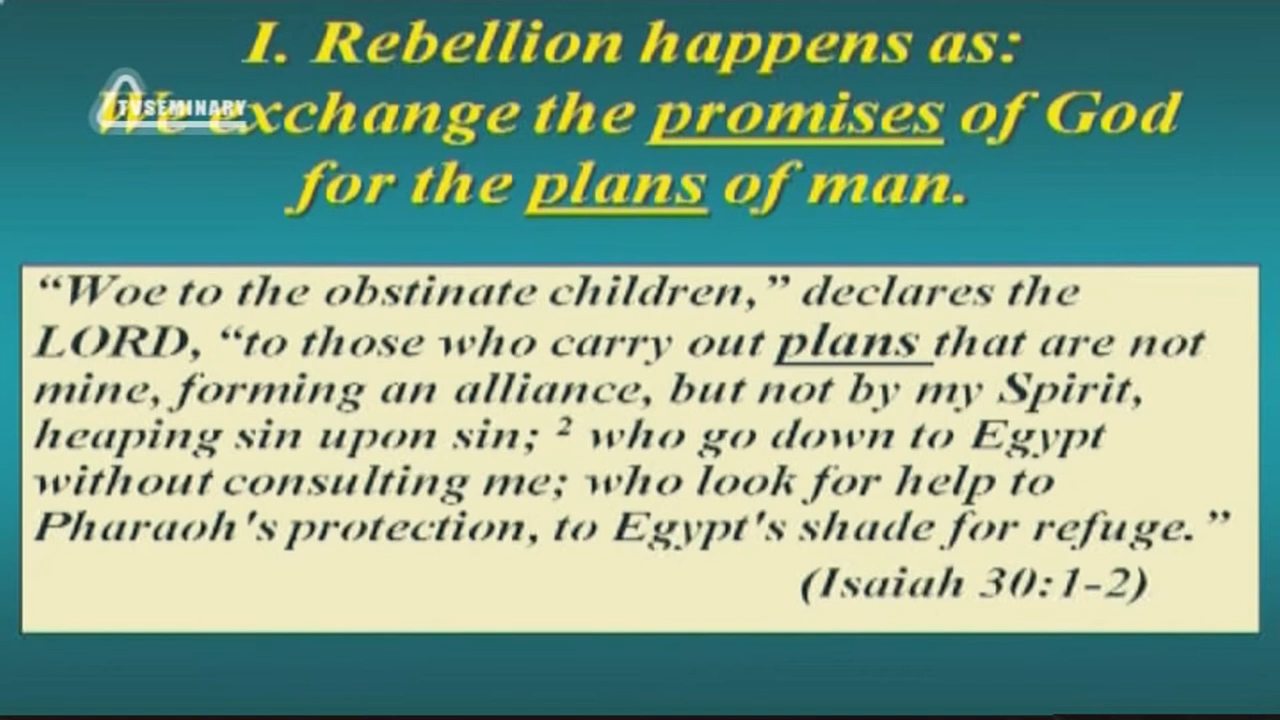 I. Rebellion happens as:
TVSEMINARY
We exchange the promises of God
for the plans of man.
“Woe to the obstinate children,” declares the
LORD, “to those who carry out plans that are not
mine, forming an alliance, but not by my Spirit,
heaping sin upon sin; ² who go down to Egypt
without consulting me; who look for help to
Pharaoh's protection, to Egypt's shade for refuge.”
(Isaiah 30:1-2)